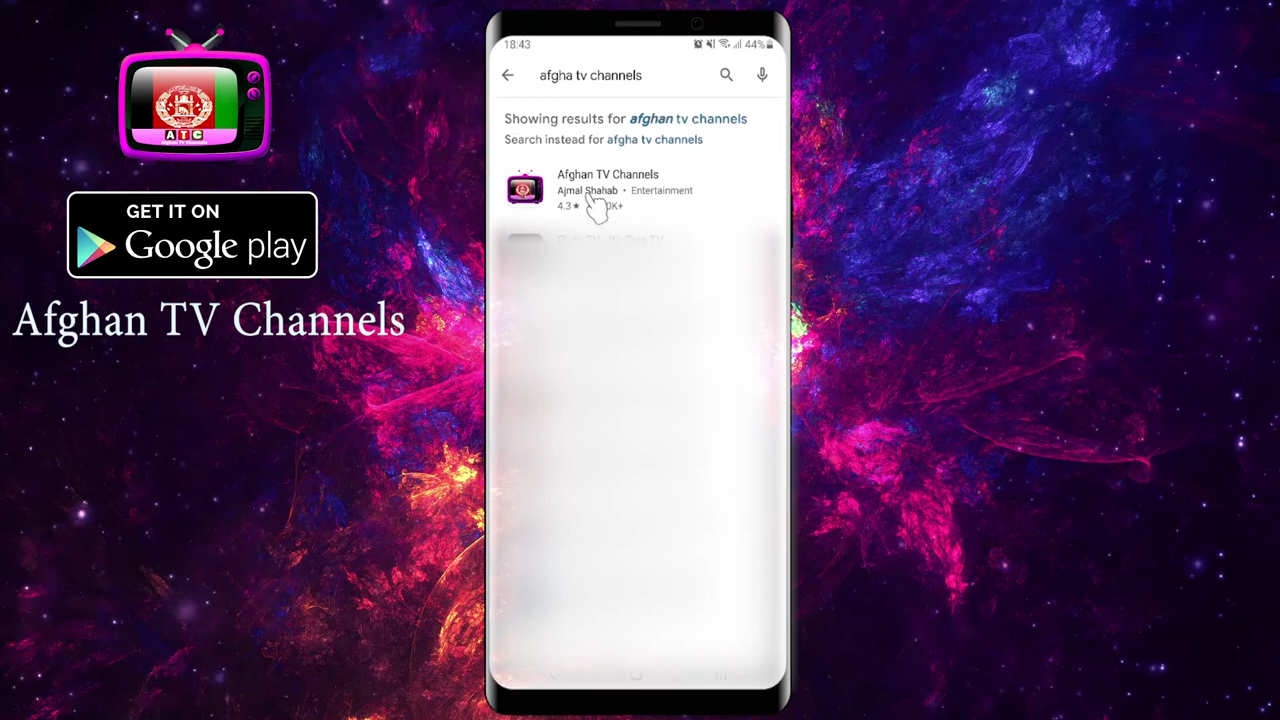 ATC
Afghan TV Channels
GET IT ON
Google play
Afghan TV Channels
18:43
44%
afgha tv channels
Showing results for afghan tv channels
Search instead for afgha tv channels
Afghan TV Channels
Ajmal Shahab • Entertainment
4.3★ 0K+